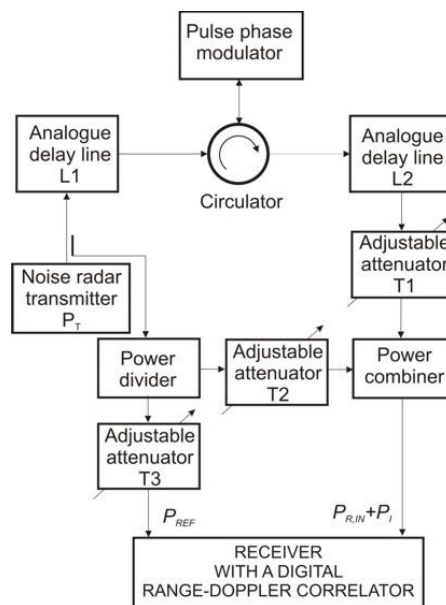 Pulse phase
modulator
Analogue
delay line
L1
Circulator
Analogue
delay line
L2
Noise radar
transmitter
P_T
Adjustable
attenuator
T1
Power
divider
Adjustable
attenuator
T2
Power
combiner
Adjustable
attenuator
T3
P_REF
P_R,IN+P_I
RECEIVER
WITH A DIGITAL
RANGE-DOPPLER CORRELATOR